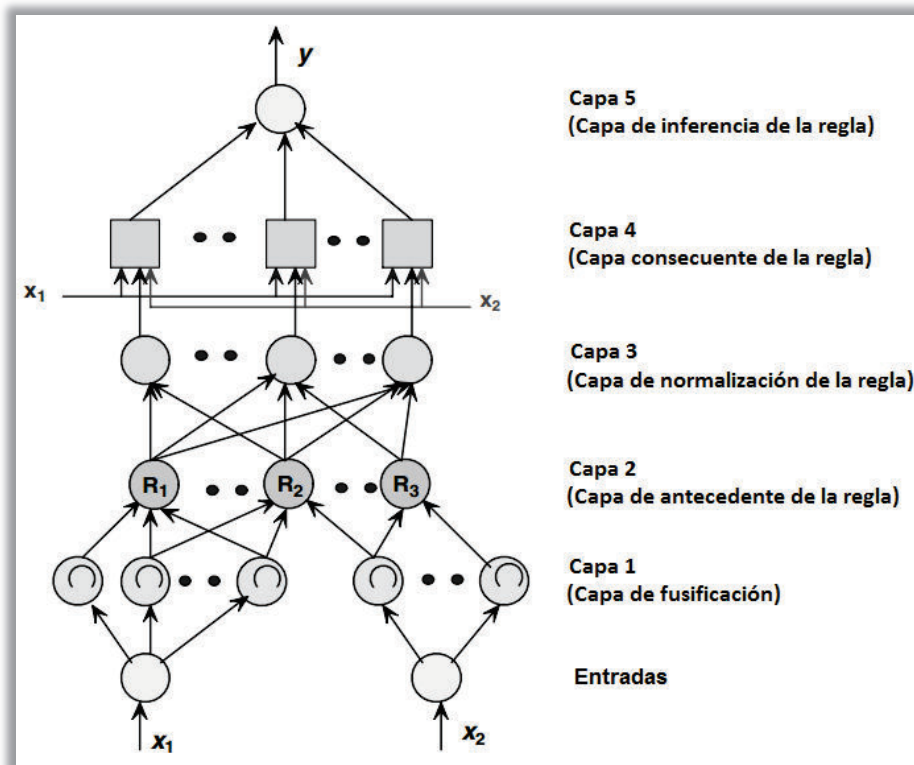 y
Capa 5
(Capa de inferencia de la regla)
Capa 4
(Capa consecuente de la regla)
x1
x2
Capa 3
(Capa de normalización de la regla)
R1
R2
R3
Capa 2
(Capa de antecedente de la regla)
Capa 1
(Capa de fusificación)
Entradas
x1
x2